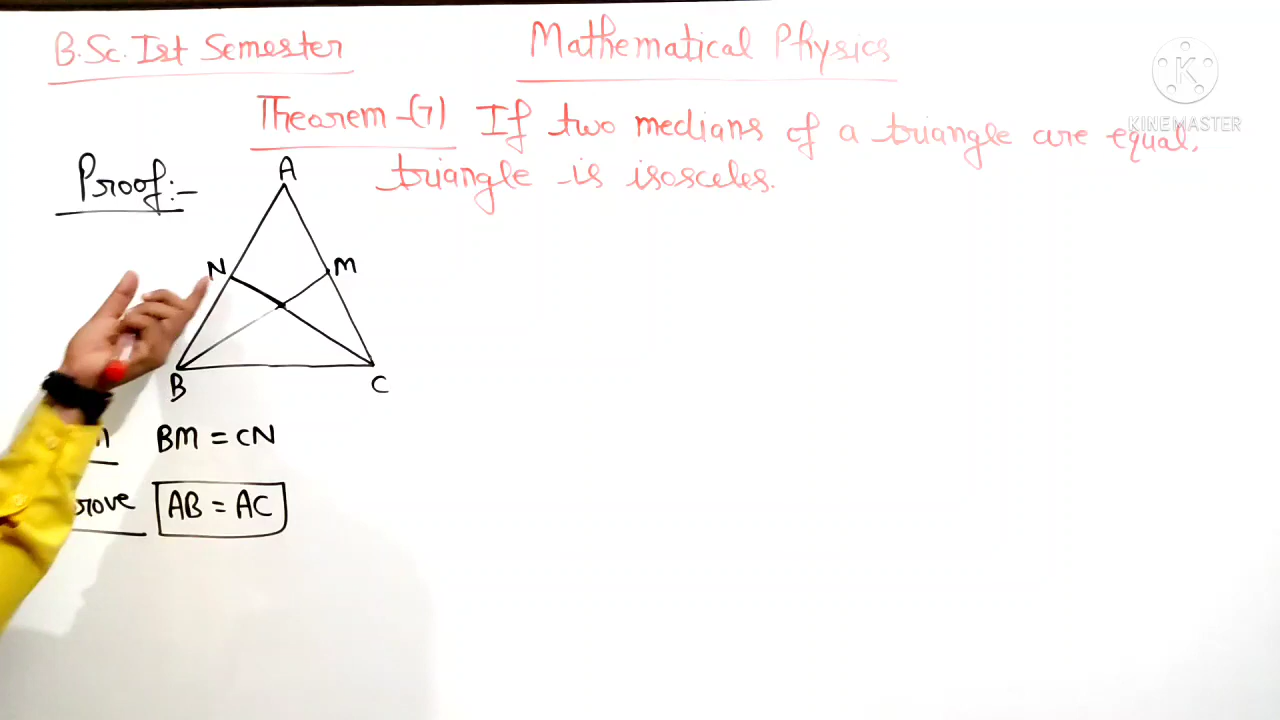 B.Sc. Ist Semester
Mathematical Physics
KINEMASTER
Thearem-(7) If two medians of a triangle are equal,
triangle is isosceles.
Proof:-
A
N
M
B
C
BM = CN
AB = AC